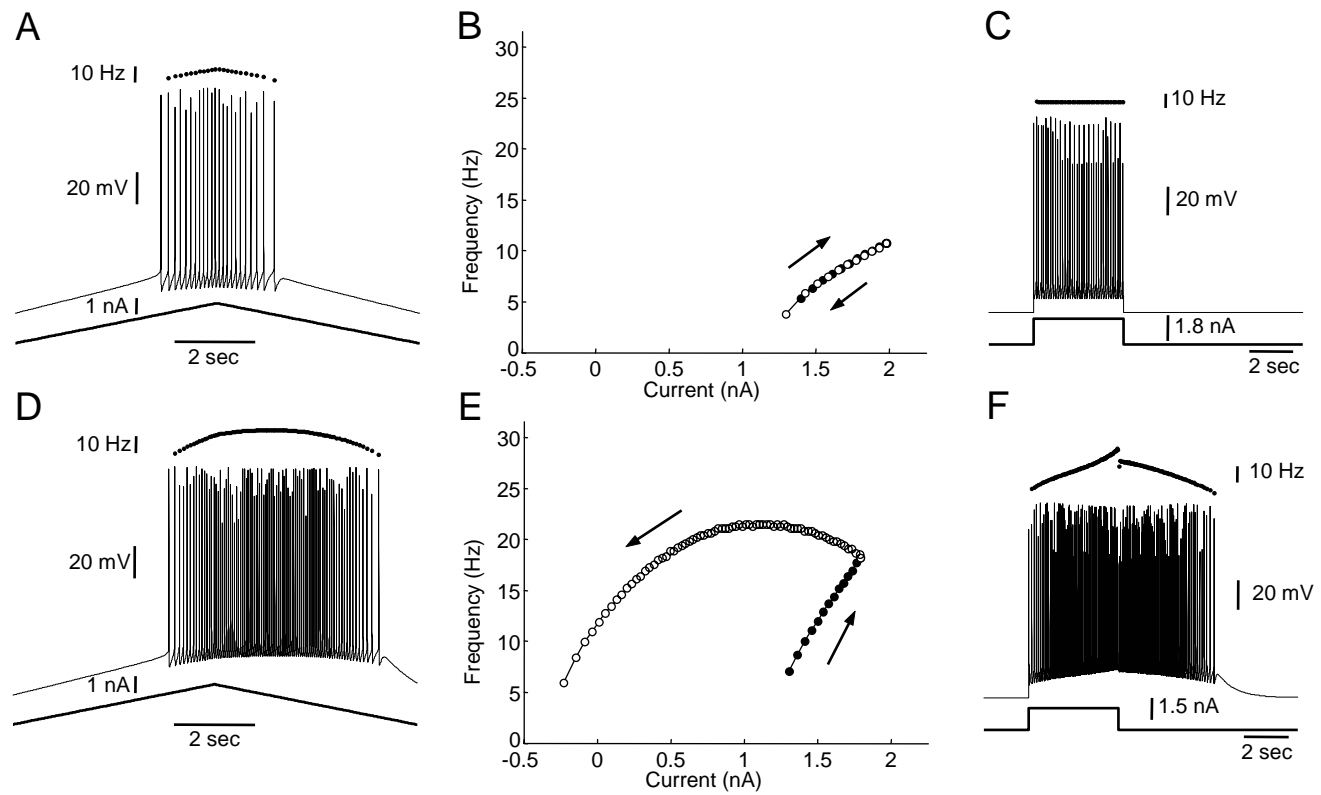 A
10 Hz
20 mV
1 nA
2 sec
B
30
25
20
15
10
5
0
Frequency (Hz)
-0.5
0
0.5
1
1.5
2
Current (nA)
C
10 Hz
20 mV
1.8 nA
2 sec
D
10 Hz
20 mV
1 nA
2 sec
E
30
25
20
15
10
5
0
Frequency (Hz)
-0.5
0
0.5
1
1.5
2
Current (nA)
F
10 Hz
20 mV
1.5 nA
2 sec